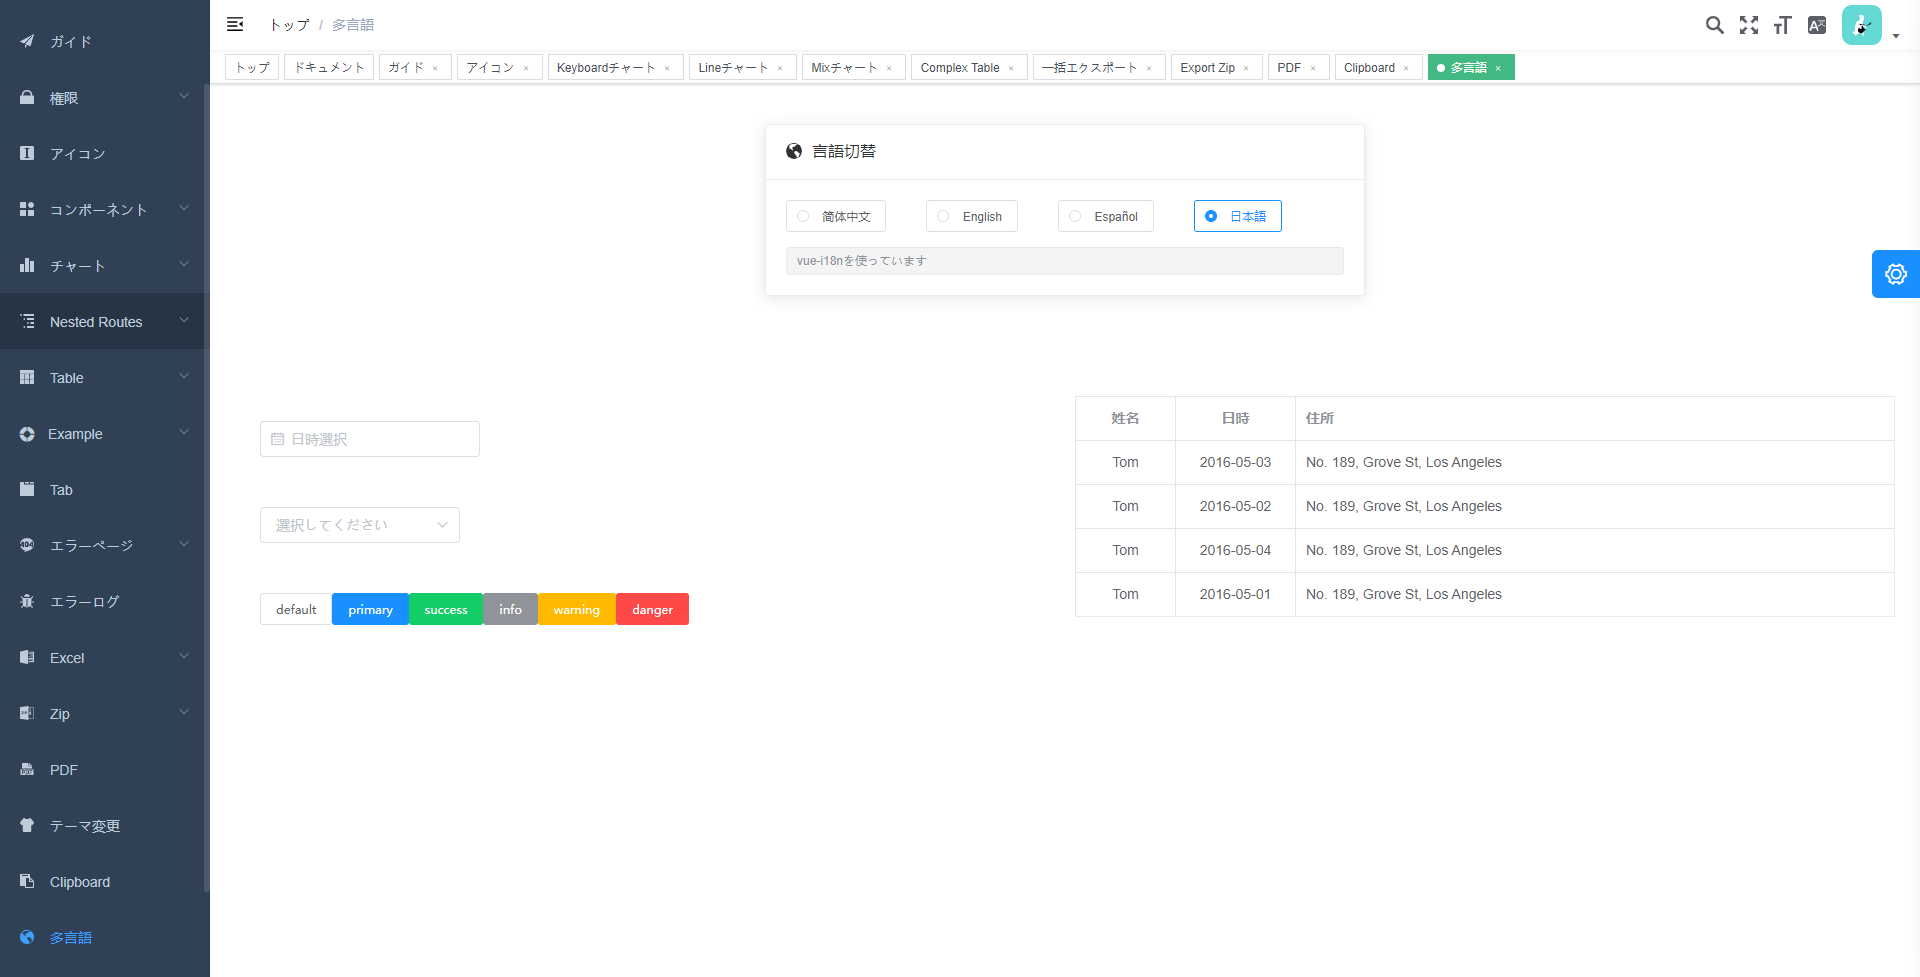 ガイド
権限
アイコン
コンポーネント
チャート
Nested Routes
Table
Example
Tab
エラーページ
エラーログ
Excel
Zip
PDF
テーマ変更
Clipboard
多言語
トップ / 多言語
トップ ドキュメント ガイド × アイコン × Keyboardチャート × Lineチャート × Mixチャート × Complex Table × 一括エクスポート × Export Zip × PDF × Clipboard × 多言語 ×
言語切替
简体中文 English Español 日本語
vue-i18nを使っています
日時選択
選択してください
default primary success info warning danger
姓名 日時 住所
Tom 2016-05-03 No. 189, Grove St, Los Angeles
Tom 2016-05-02 No. 189, Grove St, Los Angeles
Tom 2016-05-04 No. 189, Grove St, Los Angeles
Tom 2016-05-01 No. 189, Grove St, Los Angeles